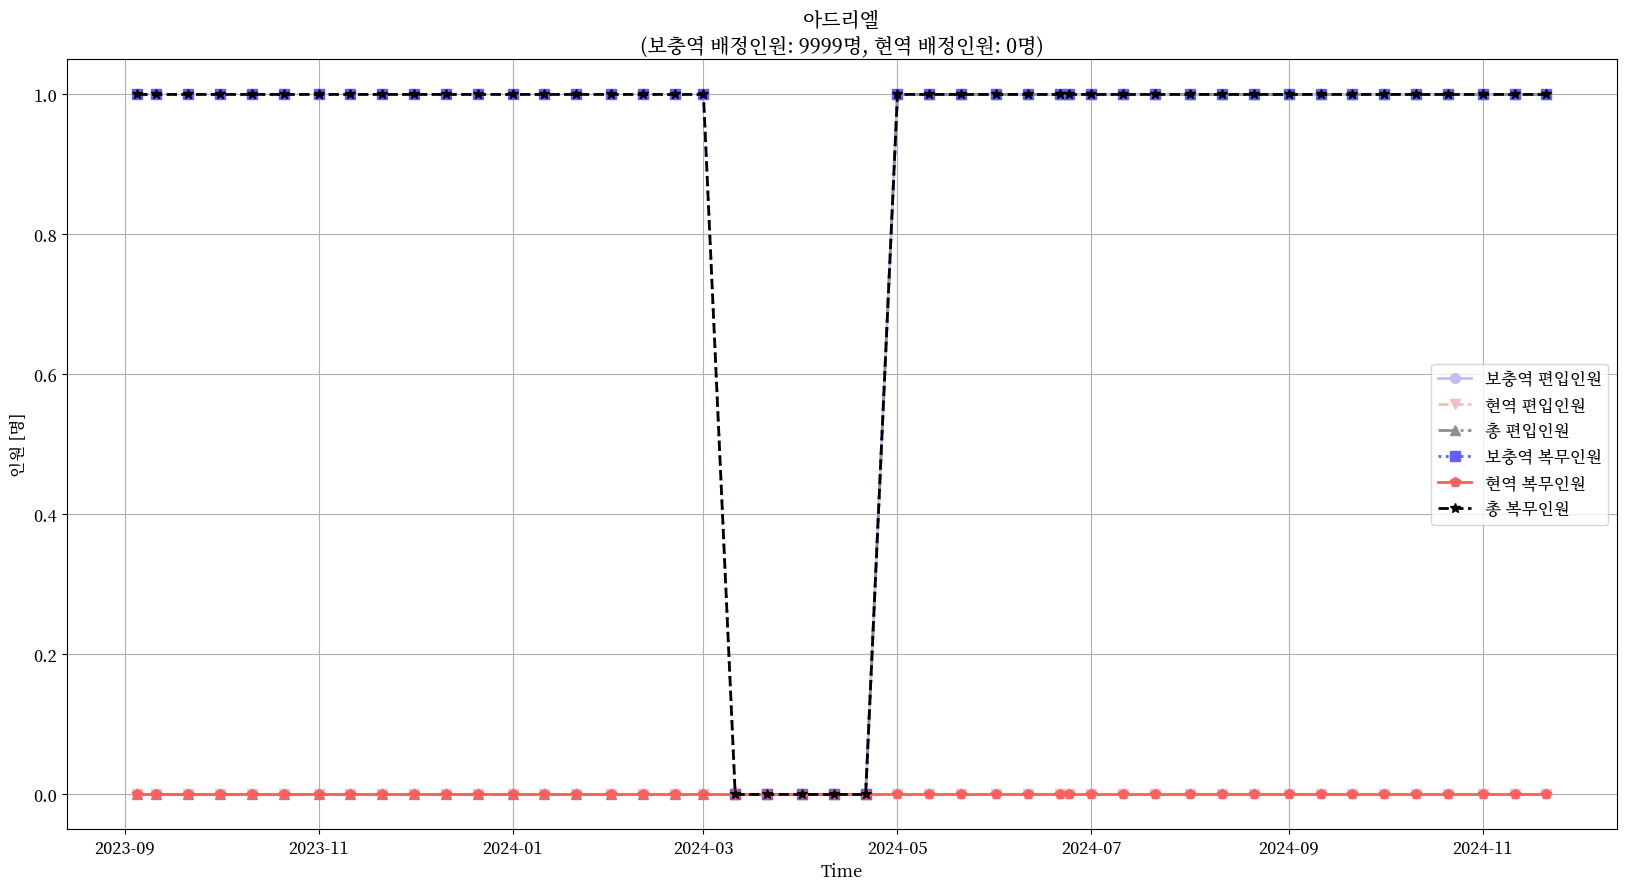 아드리엘
(보충역 배정인원: 9999명, 현역 배정인원: 0명)
인원 [명]
1.0
0.8
0.6
0.4
0.2
0.0
보충역 편입인원
현역 편입인원
총 편입인원
보충역 복무인원
현역 복무인원
총 복무인원
2023-09
2023-11
2024-01
2024-03
2024-05
2024-07
2024-09
2024-11
Time